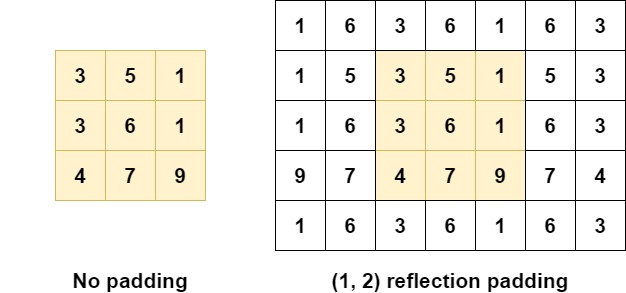 1 6 3 6 1 6 3
3 5 1 1 5 3 5 1 5 3
3 6 1 1 6 3 6 1 6 3
4 7 9 9 7 4 7 9 7 4
1 6 3 6 1 6 3
No padding (1, 2) reflection padding